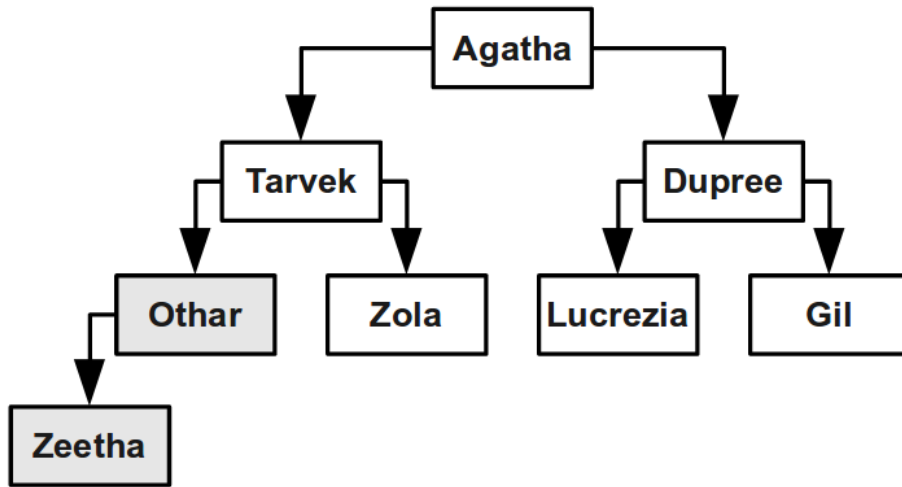 Agatha
Tarvek
Dupree
Othar
Zola
Lucrezia
Gil
Zeetha